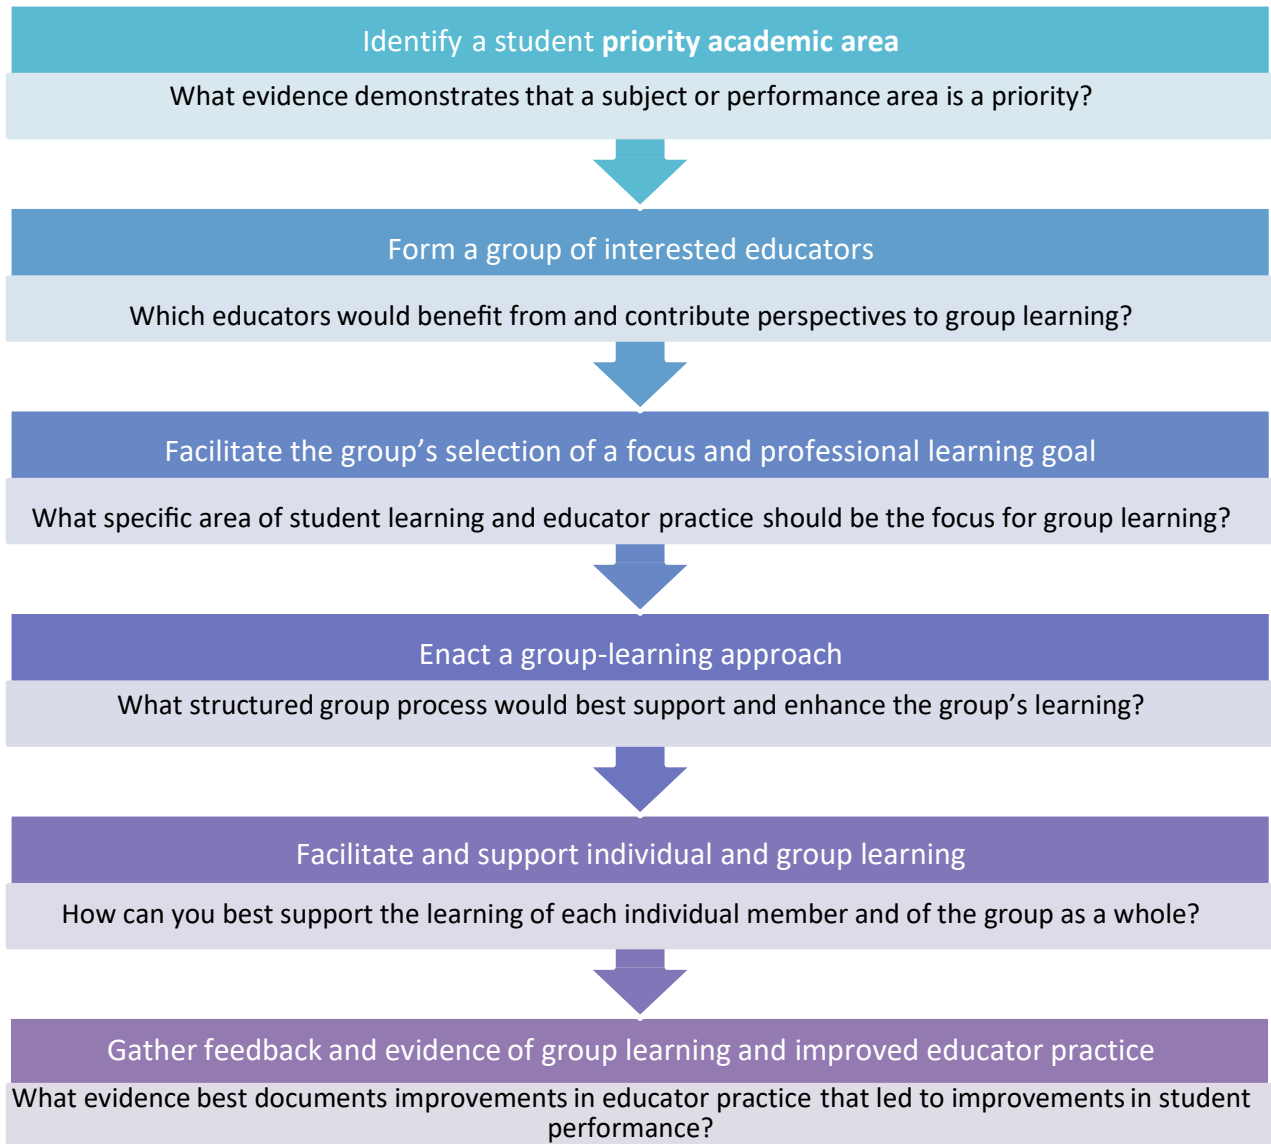 Identify a student priority academic area
What evidence demonstrates that a subject or performance area is a priority?
Form a group of interested educators
Which educators would benefit from and contribute perspectives to group learning?
Facilitate the group’s selection of a focus and professional learning goal
What specific area of student learning and educator practice should be the focus for group learning?
Enact a group-learning approach
What structured group process would best support and enhance the group’s learning?
Facilitate and support individual and group learning
How can you best support the learning of each individual member and of the group as a whole?
Gather feedback and evidence of group learning and improved educator practice
What evidence best documents improvements in educator practice that led to improvements in student
performance?